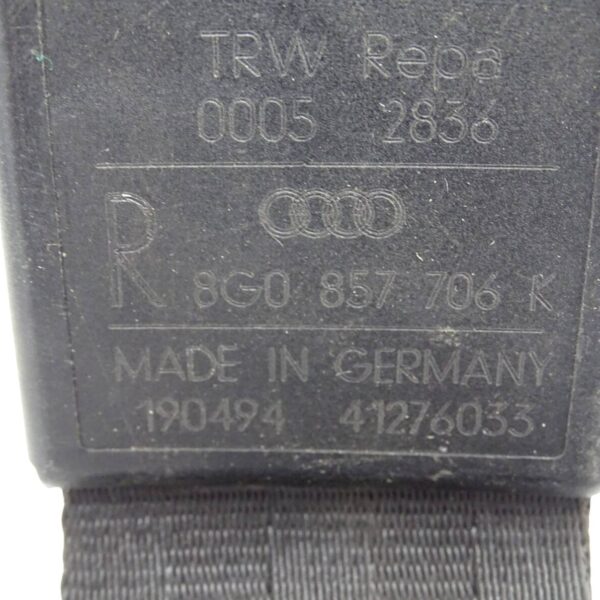 TRW Repa
0005 2836
R
8G0 857 706 K
MADE IN GERMANY
190494 41276033